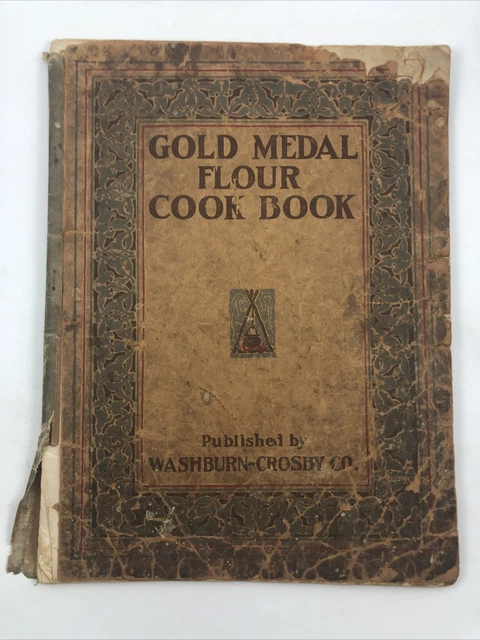 GOLD MEDAL
FLOUR
COOK BOOK
Published by
WASHBURN-CROSBY CO.